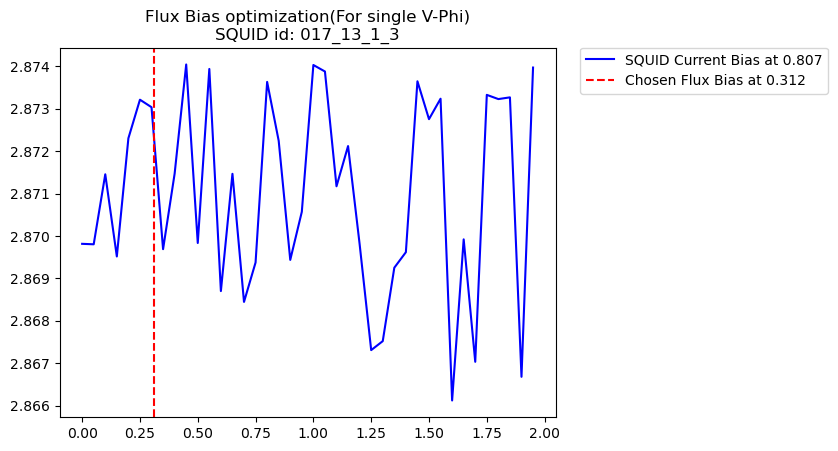 Flux Bias optimization(For single V-Phi)
SQUID id: 017_13_1_3
SQUID Current Bias at 0.807
Chosen Flux Bias at 0.312
2.874
2.873
2.872
2.871
2.870
2.869
2.868
2.867
2.866
0.00 0.25 0.50 0.75 1.00 1.25 1.50 1.75 2.00